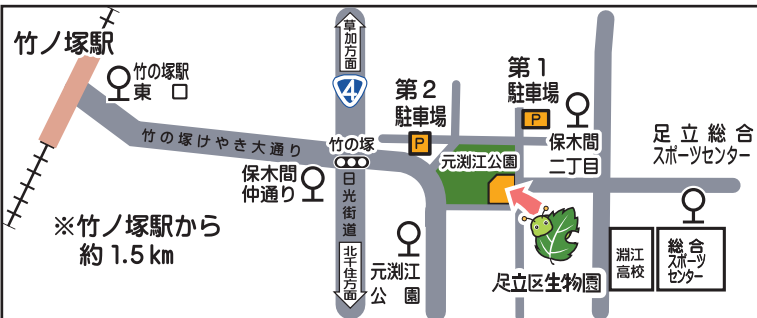 竹ノ塚駅
竹の塚駅
東口
竹の塚けやき大通り
草加方面
4
竹の塚
日光街道
北千住方面
保木間
仲通り
※竹ノ塚駅から
約1.5km
第2
駐車場
P
第1
駐車場
P
保木間
二丁目
元渕江公園
元渕江
公園
足立区生物園
足立総合
スポーツセンター
淵江
高校
総合
スポーツ
センター